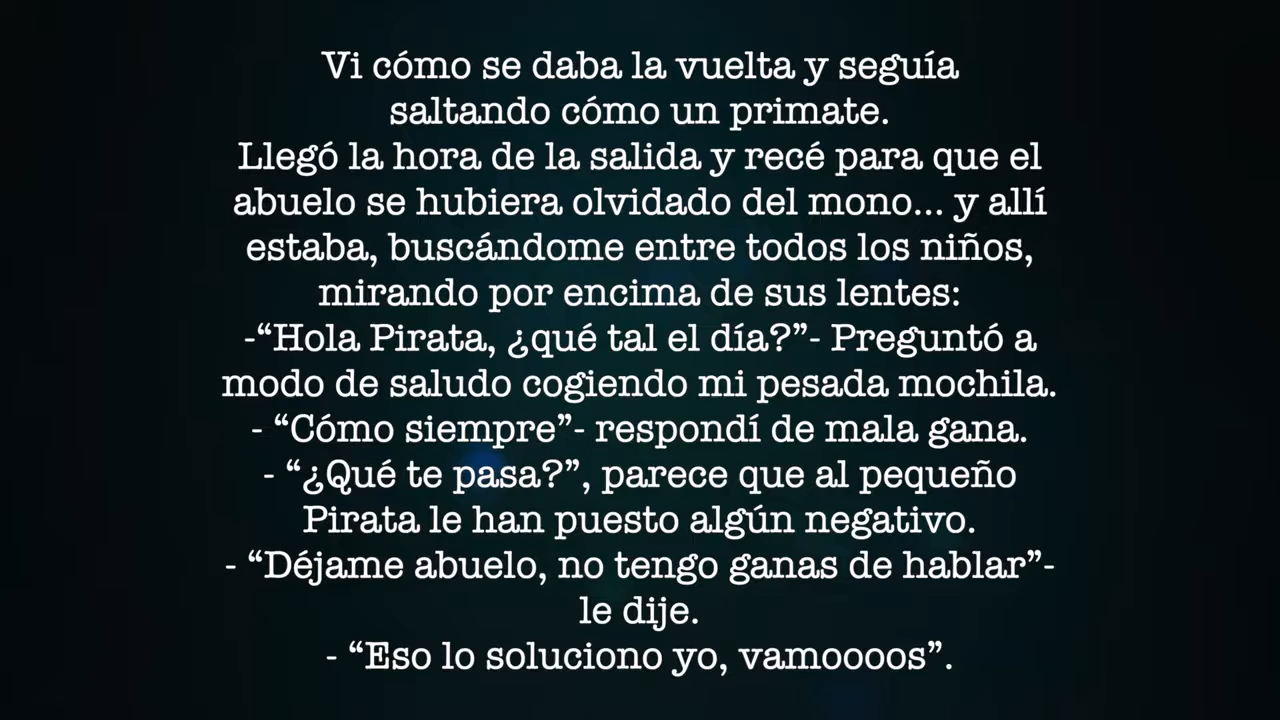 Vi cómo se daba la vuelta y seguía
saltando cómo un primate.
Llegó la hora de la salida y recé para que el
abuelo se hubiera olvidado del mono... y allí
estaba, buscándome entre todos los niños,
mirando por encima de sus lentes:
-“Hola Pirata, ¿qué tal el día?”- Preguntó a
modo de saludo cogiendo mi pesada mochila.
- “Cómo siempre”- respondí de mala gana.
- “¿Qué te pasa?”, parece que al pequeño
Pirata le han puesto algún negativo.
- “Déjame abuelo, no tengo ganas de hablar”-
le dije.
- “Eso lo soluciono yo, vamoooos”.